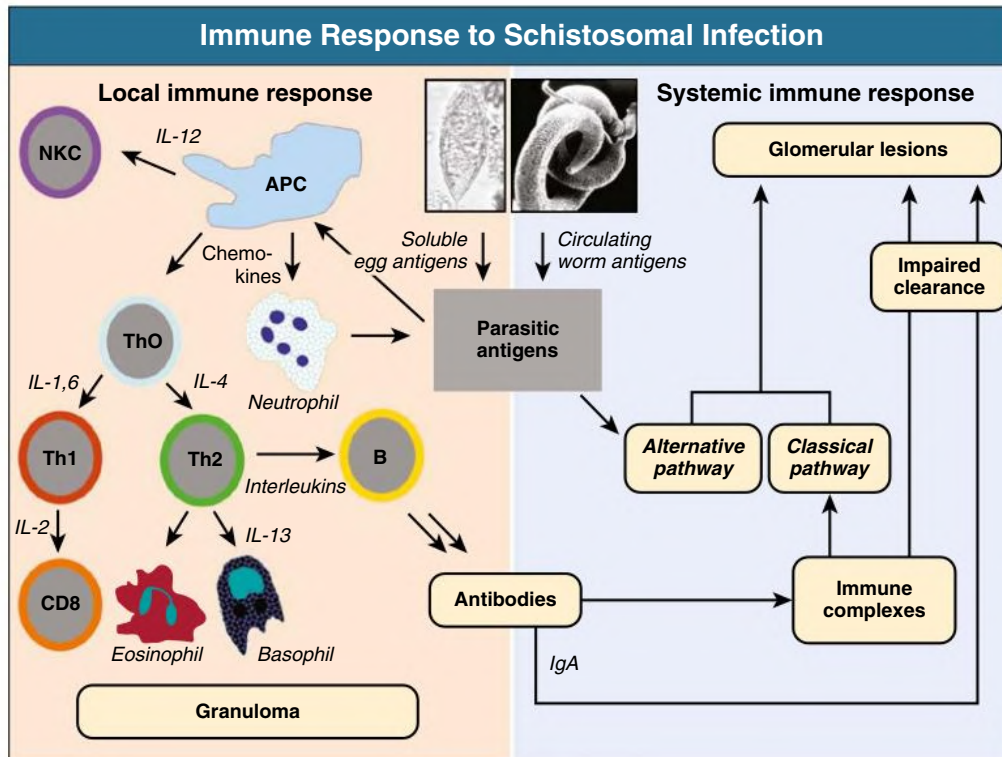 Immune Response to Schistosomal Infection
Local immune response
Systemic immune response
NKC
IL-12
APC
Chemo-
kines
Soluble
egg antigens
Circulating
worm antigens
Glomerular lesions
Impaired
clearance
ThO
Parasitic
antigens
IL-1,6
IL-4
Neutrophil
Th1
Th2
Interleukins
B
Alternative
pathway
Classical
pathway
IL-2
IL-13
CD8
Eosinophil
Basophil
Antibodies
Immune
complexes
IgA
Granuloma